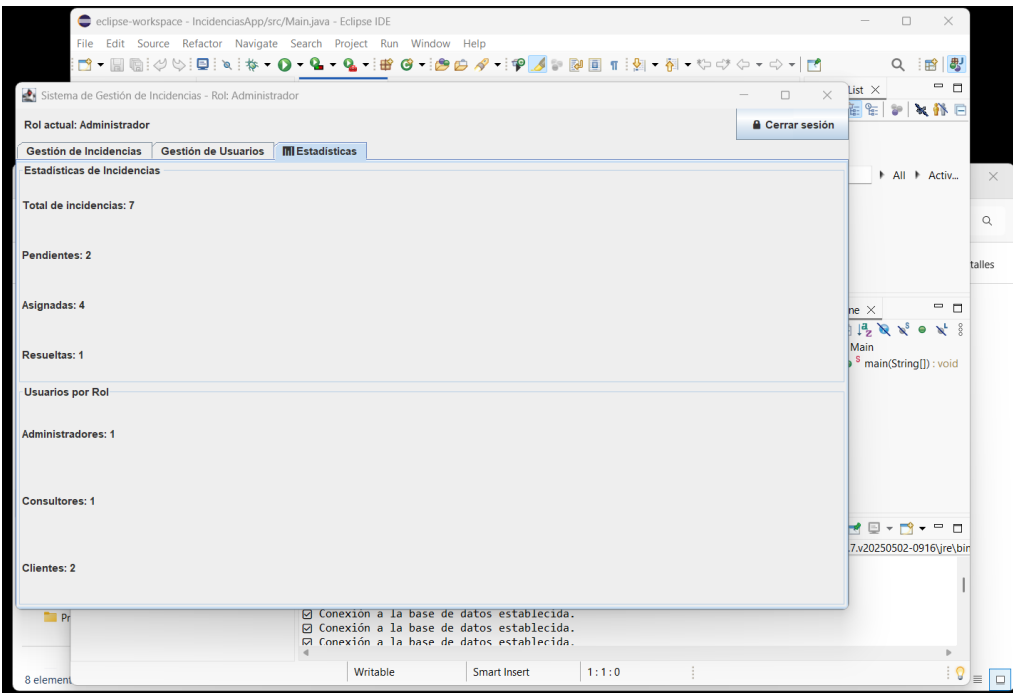 eclipse-workspace - IncidenciasApp/src/Main.java - Eclipse IDE
File Edit Source Refactor Navigate Search Project Run Window Help
Sistema de Gestión de Incidencias - Rol: Administrador
List
Rol actual: Administrador
Cerrar sesión
Gestión de Incidencias
Gestión de Usuarios
Estadísticas
Estadísticas de Incidencias
All
Activ...
Total de incidencias: 7
Pendientes: 2
talles
Asignadas: 4
ne
Resueltas: 1
Main
main(String[]) : void
Usuarios por Rol
Administradores: 1
Consultores: 1
.7.v20250502-0916\jre\bin
Clientes: 2
Pr
Conexión a la base de datos establecida.
Conexión a la base de datos establecida.
Conexión a la base de datos establecida.
8 element
Writable
Smart Insert
1 : 1 : 0